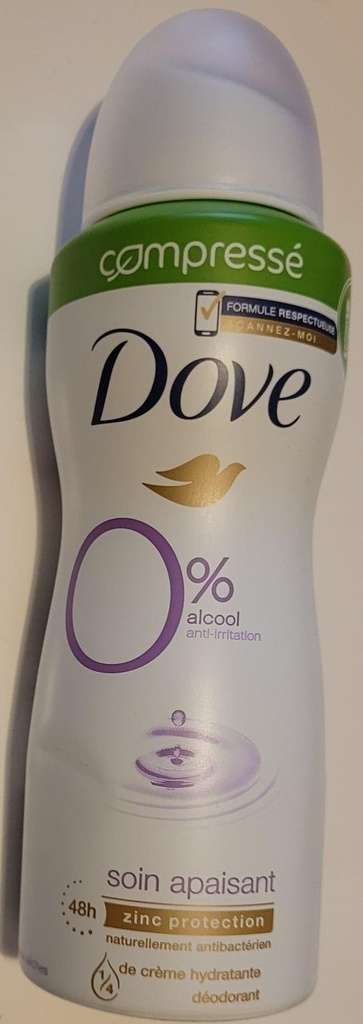 compressé
FORMULE RESPECTUEUSE
SCANNEZ-MOI
Dove
0%
alcool
anti-irritation
soin apaisant
48h
zinc protection
naturellement antibactérien
1/4 de crème hydratante
déodorant